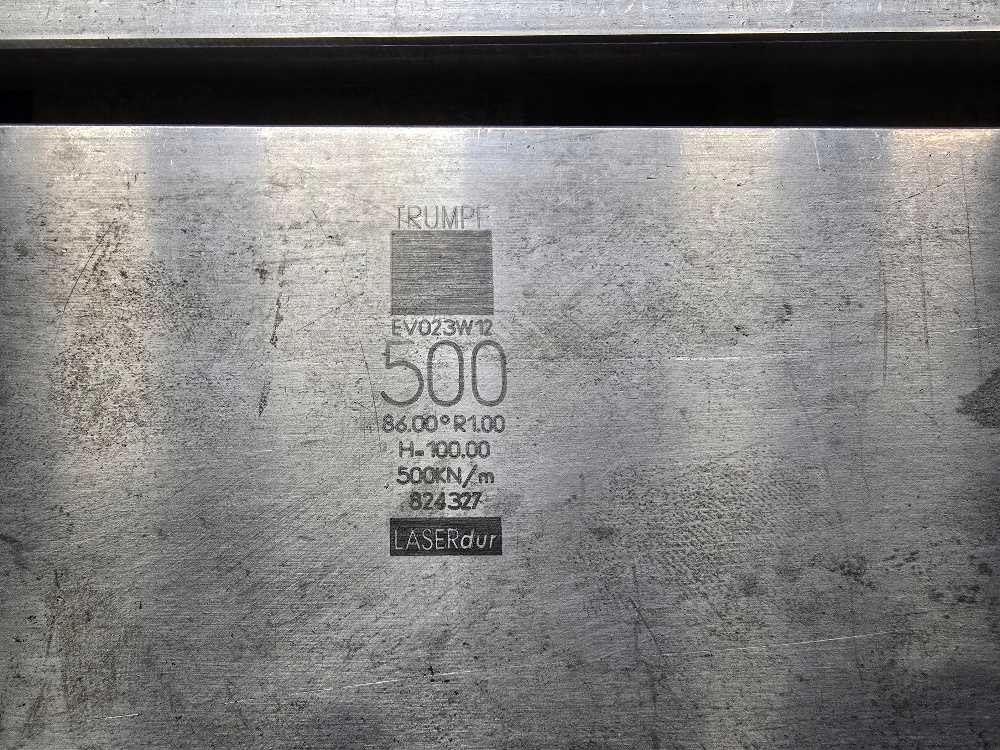 TRUMPF
EV023W12
500
86.00° R1.00
H=100.00
500KN/m
824327
LASERdur